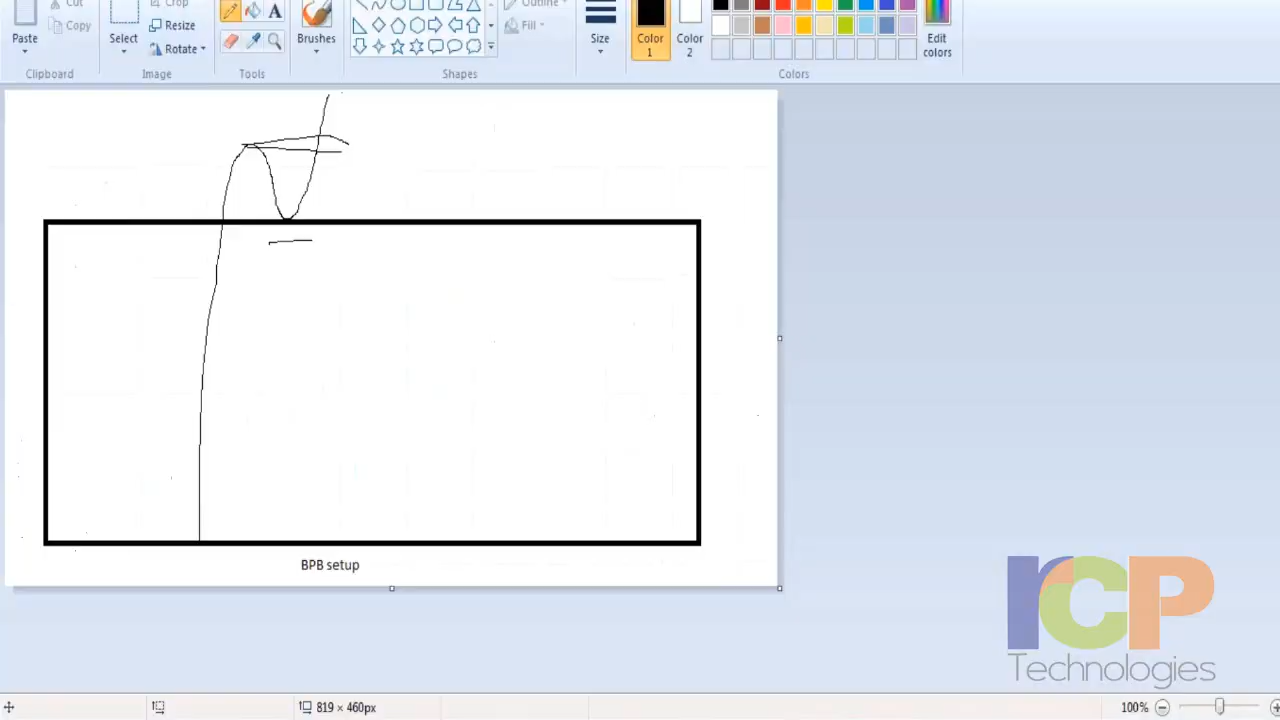 Cut
Crop
Outline
Paste
Copy
Select
Resize
Rotate
A
Brushes
Fill
Size
Color 1
Color 2
Edit colors
Clipboard
Image
Tools
Shapes
Colors
BPB setup
rcp
Technologies
819 × 460px
100%